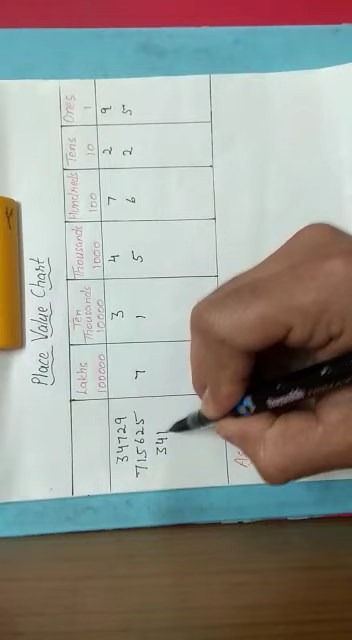 Place Value Chart
Lakhs Ten Thousands Thousands Hundreds Tens Ones
100000 10000 1000 100 10 1
34729 3 4 7 2 9
715625 7 1 5 6 2 5
341